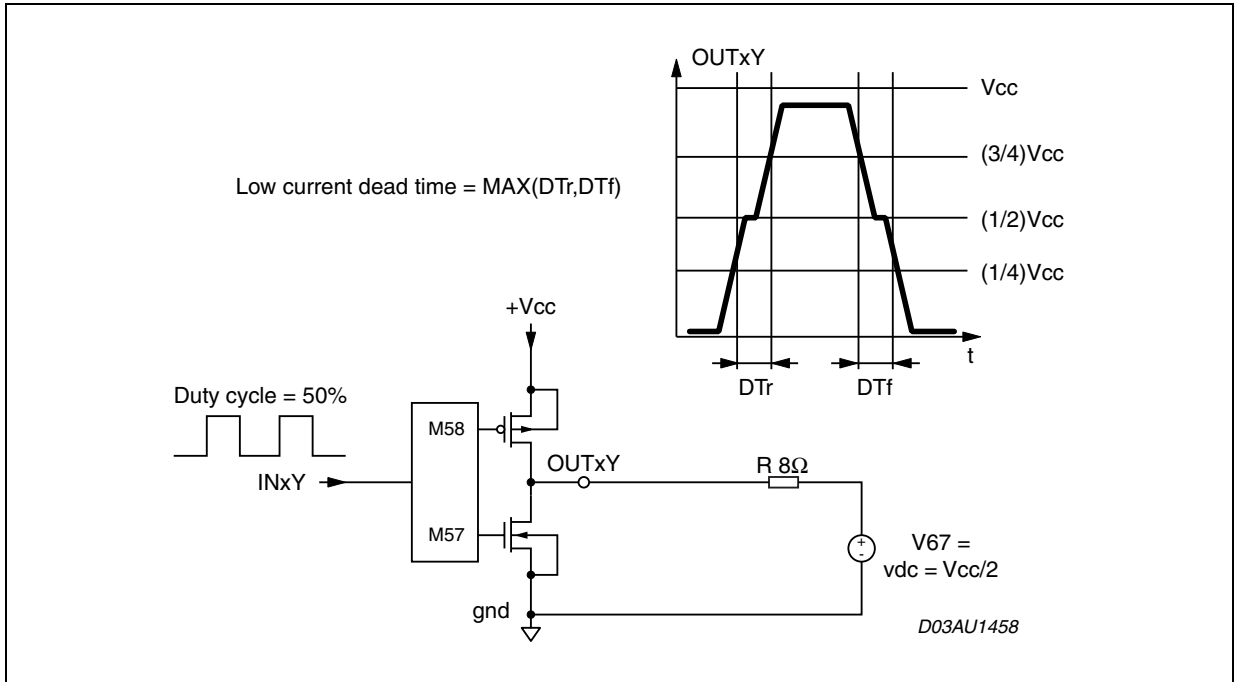 OUTxY
Vcc
(3/4)Vcc
Low current dead time = MAX(DTr,DTf)
(1/2)Vcc
(1/4)Vcc
+Vcc
t
DTr
DTf
Duty cycle = 50%
M58
OUTxY
R 8Ω
INxY
M57
+
-
V67 =
vdc = Vcc/2
gnd
D03AU1458